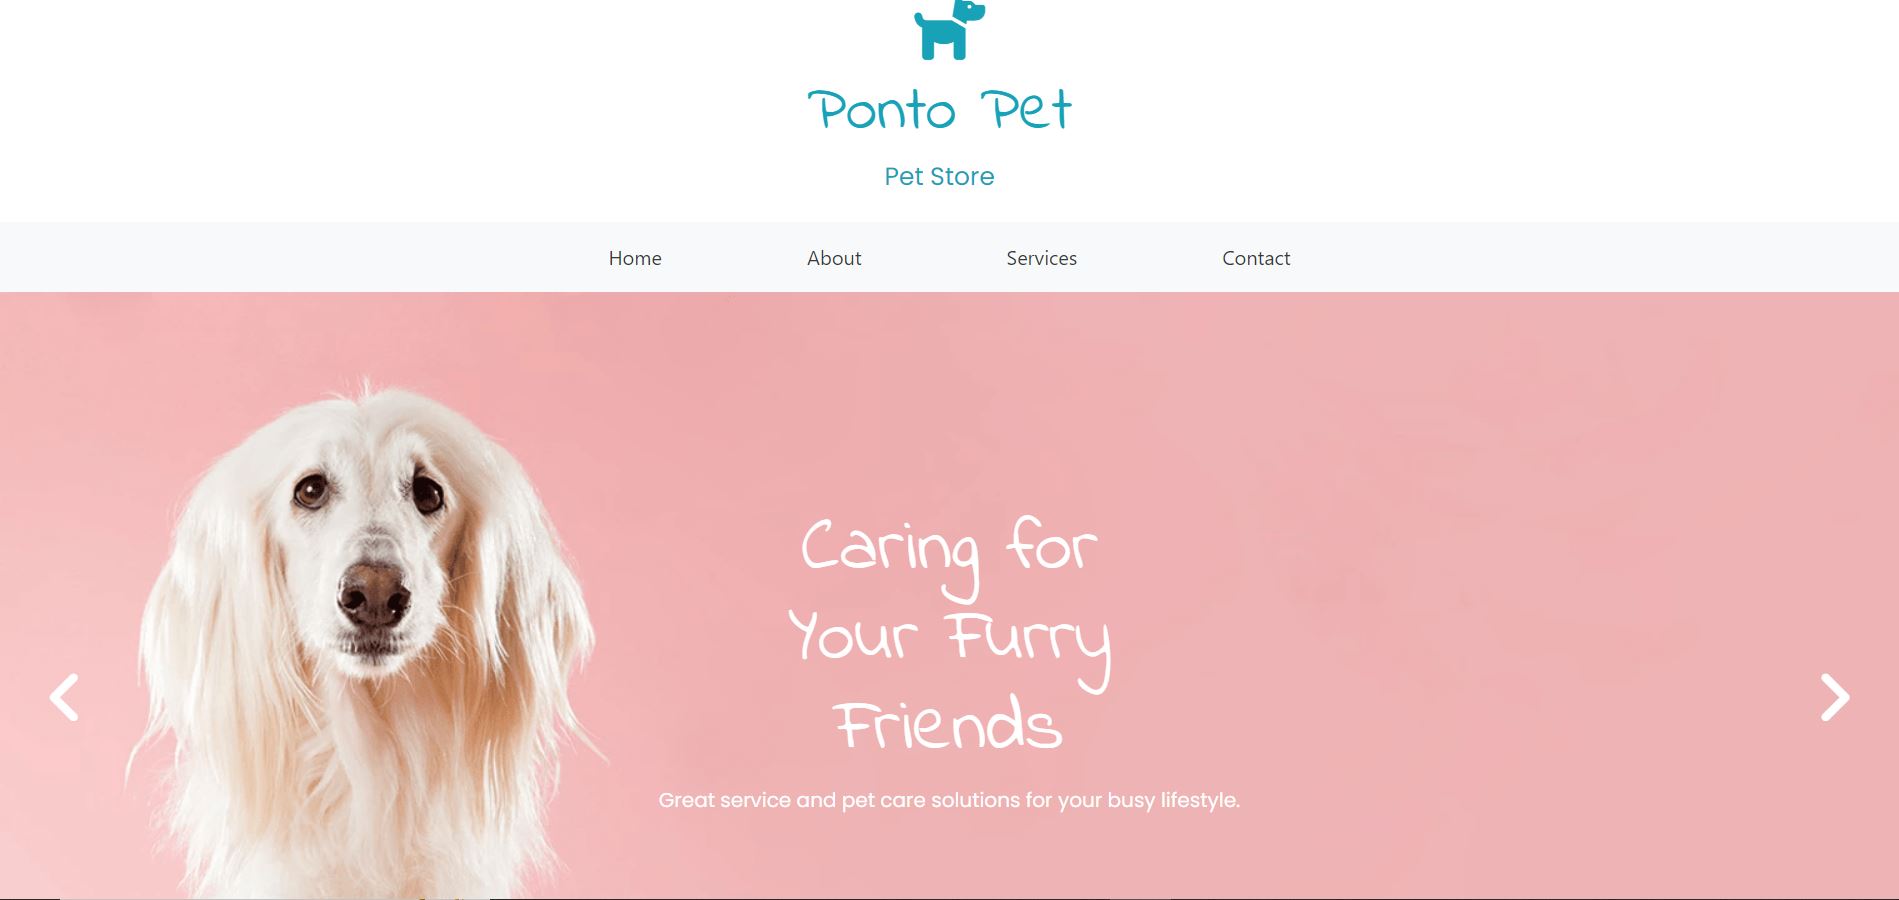 Ponto Pet
Pet Store
Home About Services Contact
Caring for
Your Furry
Friends
Great service and pet care solutions for your busy lifestyle.